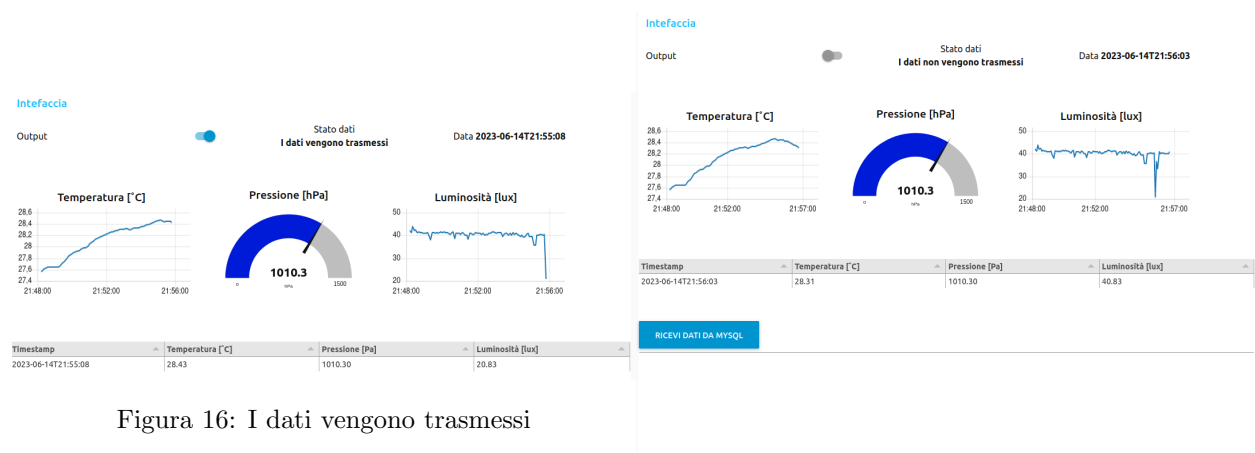 Intefaccia
Output
Stato dati
I dati vengono trasmessi
Data 2023-06-14T21:55:08
Temperatura [°C]
28,6
28,4
28,2
28
27,8
27,6
27,4
21:48:00 21:52:00 21:56:00
Pressione [hPa]
1010.3
0 hPa 1500
Luminosità [lux]
50
40
30
20
21:48:00 21:52:00 21:56:00
Timestamp Temperatura [°C] Pressione [Pa] Luminosità [lux]
2023-06-14T21:55:08 28.43 1010.30 20.83
Figura 16: I dati vengono trasmessi
Intefaccia
Output
Stato dati
I dati non vengono trasmessi
Data 2023-06-14T21:56:03
Temperatura [°C]
28,6
28,4
28,2
28
27,8
27,6
27,4
21:48:00 21:52:00 21:57:00
Pressione [hPa]
1010.3
0 hPa 1500
Luminosità [lux]
50
40
30
20
21:48:00 21:52:00 21:57:00
Timestamp Temperatura [°C] Pressione [Pa] Luminosità [lux]
2023-06-14T21:56:03 28.31 1010.30 40.83
RICEVI DATI DA MYSQL